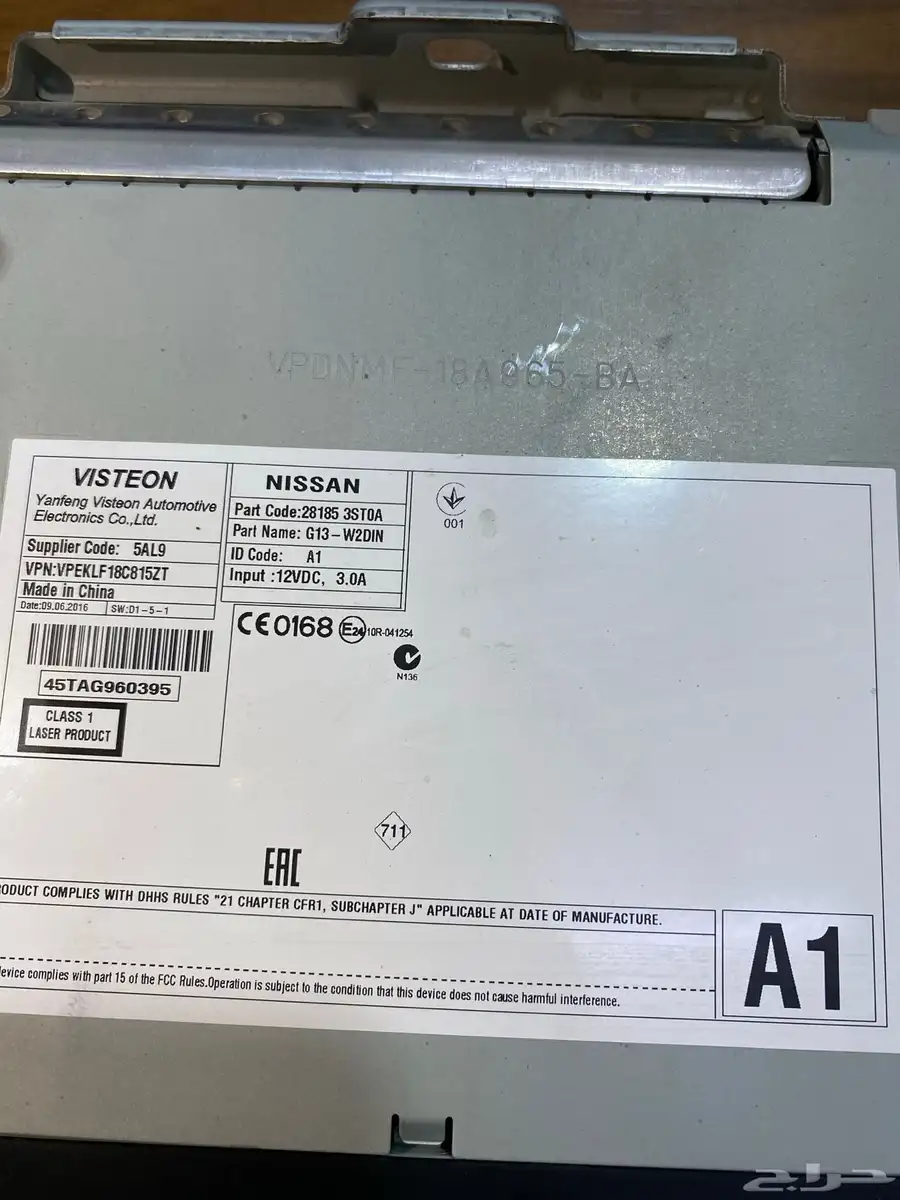 VPDNMF-18A965-BA
VISTEON
Yanfeng Visteon Automotive
Electronics Co.,Ltd.
Supplier Code: 5AL9
VPN:VPEKLF18C815ZT
Made in China
Date:09.06.2016 SW:D1-5-1
45TAG960395
CLASS 1
LASER PRODUCT
NISSAN
Part Code:28185 3ST0A
Part Name: G13-W2DIN
ID Code: A1
Input :12VDC, 3.0A
CE0168 E24 10R-041254
N136
001
711
EAC
RODUCT COMPLIES WITH DHHS RULES "21 CHAPTER CFR1, SUBCHAPTER J" APPLICABLE AT DATE OF MANUFACTURE.
evice complies with part 15 of the FCC Rules.Operation is subject to the condition that this device does not cause harmful interference.
A1
حراج